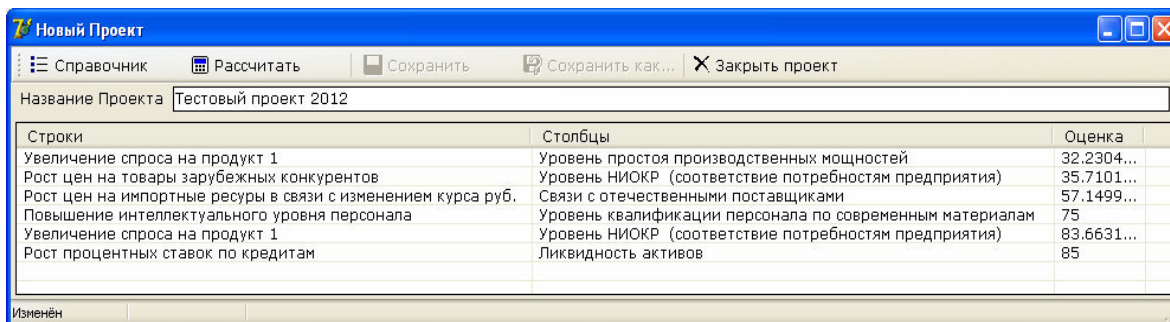 Новый Проект
Справочник Рассчитать Сохранить Сохранить как... Закрыть проект
Название Проекта Тестовый проект 2012
Строки Столбцы Оценка
Увеличение спроса на продукт 1 Уровень простоя производственных мощностей 32.2304...
Рост цен на товары зарубежных конкурентов Уровень НИОКР (соответствие потребностям предприятия) 35.7101...
Рост цен на импортные ресуры в связи с изменением курса руб. Связи с отечественными поставщиками 57.1499...
Повышение интеллектуального уровня персонала Уровень квалификации персонала по современным материалам 75
Увеличение спроса на продукт 1 Уровень НИОКР (соответствие потребностям предприятия) 83.6631...
Рост процентных ставок по кредитам Ликвидность активов 85
Изменён